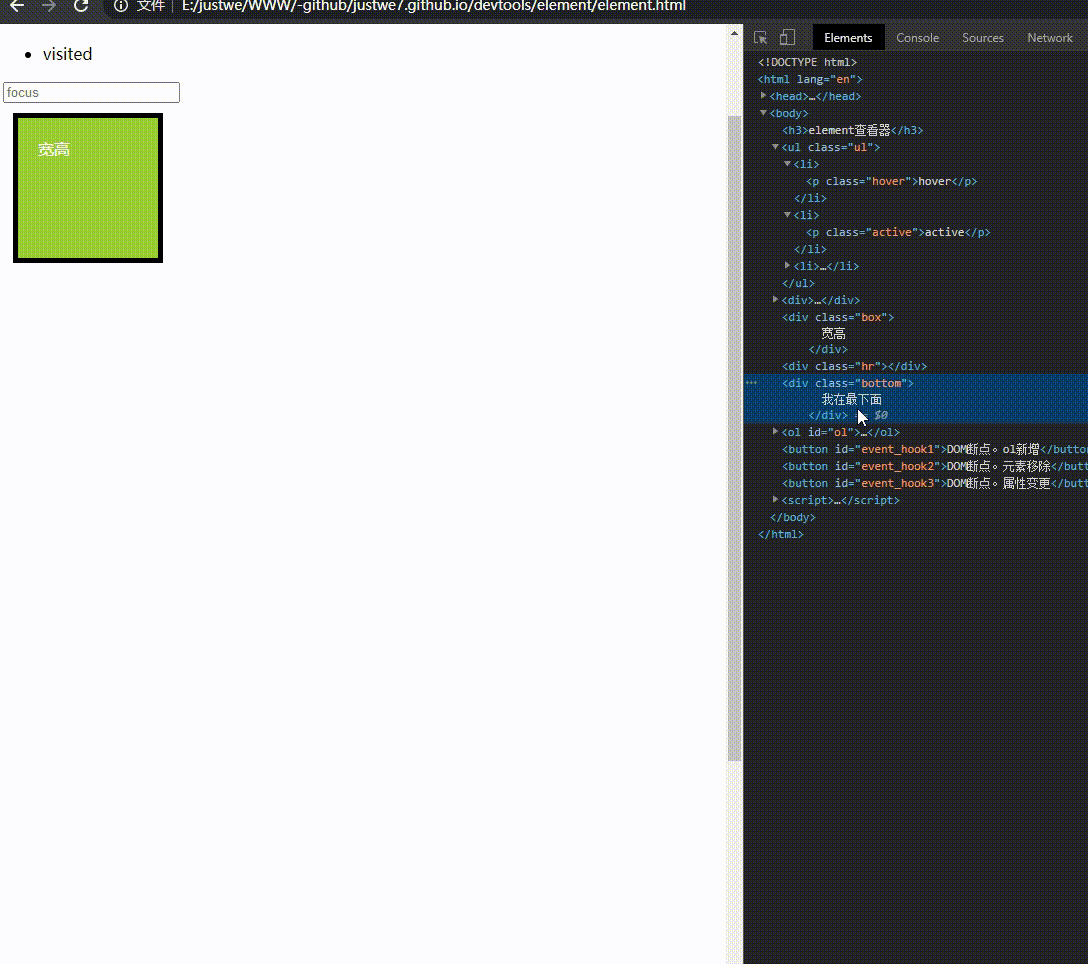 文件 E:/justwe/WWW/-github/justwe7.github.io/devtools/element/element.html
visited
focus
宽高
Elements Console Sources Network
<!DOCTYPE html>
<html lang="en">
<head>…</head>
<body>
<h3>element查看器</h3>
<ul class="ul">
<li>
<p class="hover">hover</p>
</li>
<li>
<p class="active">active</p>
</li>
<li>…</li>
</ul>
<div>…</div>
<div class="box">
宽高
</div>
<div class="hr"></div>
<div class="bottom">
我在最下面
</div> $0
<ol id="ol">…</ol>
<button id="event_hook1">DOM断点。ol新增</butto
<button id="event_hook2">DOM断点。元素移除</butt
<button id="event_hook3">DOM断点。属性变更</butt
<script>…</script>
</body>
</html>